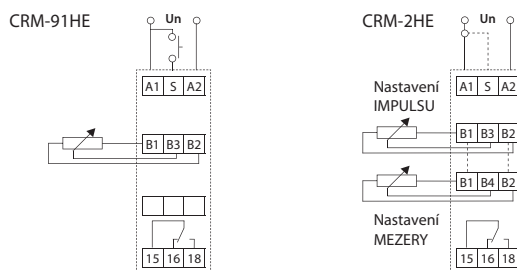 CRM-91HE
Un
A1 S A2
B1 B3 B2
15 16 18
CRM-2HE
Un
A1 S A2
Nastavení
IMPULSU
B1 B3 B2
B1 B4 B2
Nastavení
MEZERY
15 16 18